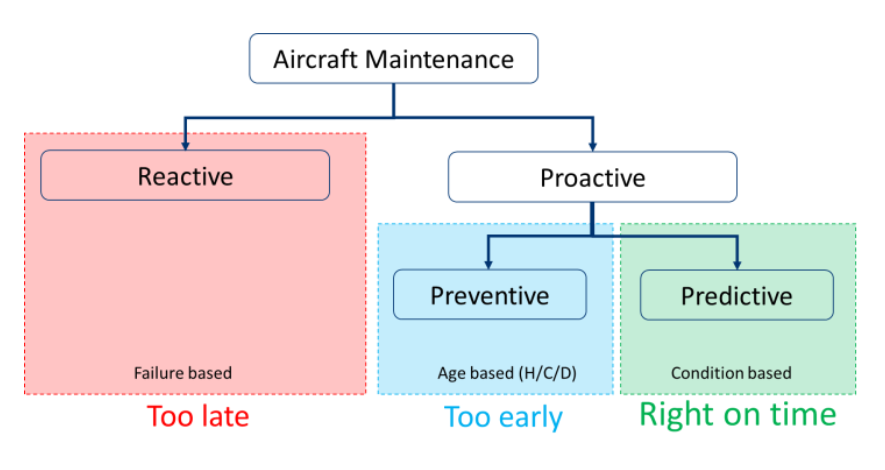 Aircraft Maintenance
Reactive
Proactive
Preventive
Predictive
Failure based
Age based (H/C/D)
Condition based
Too late
Too early
Right on time